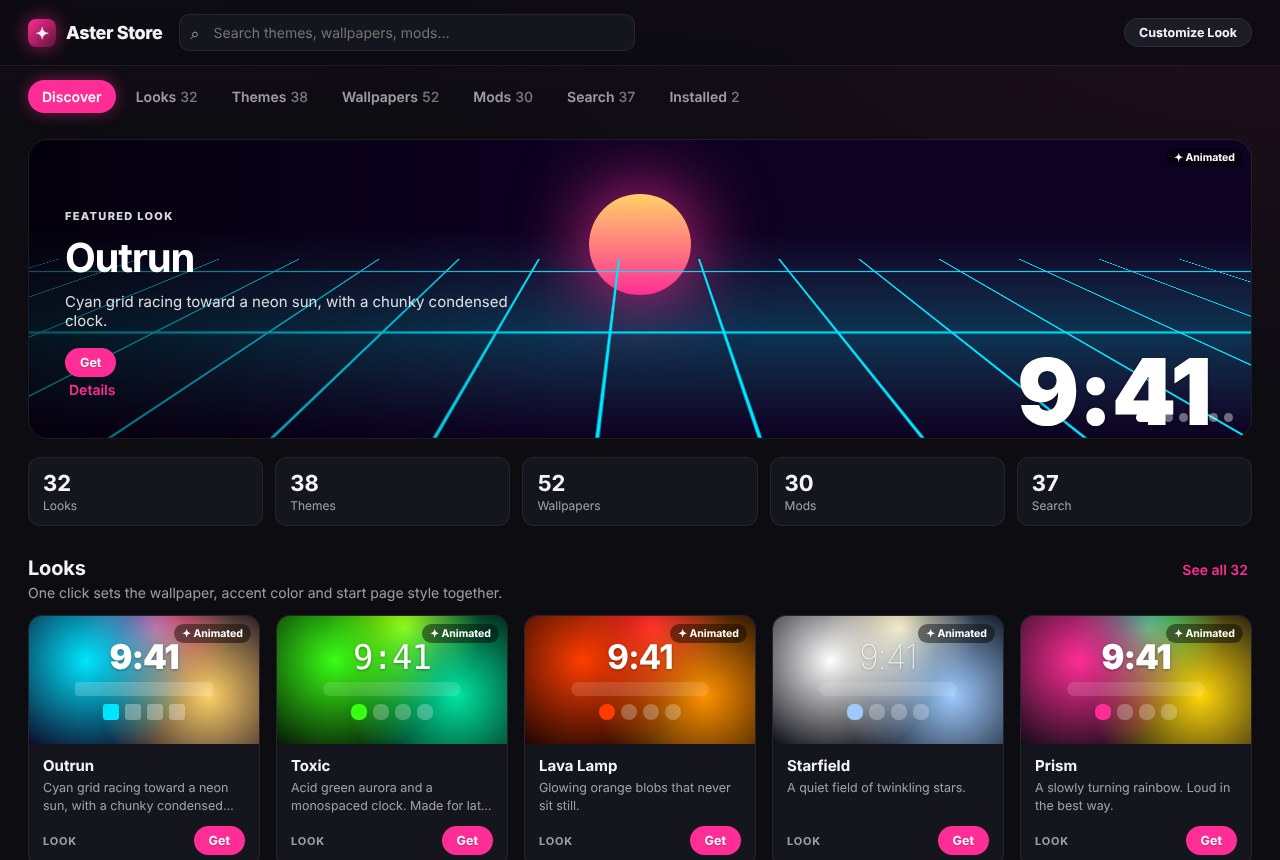 Aster Store
Search themes, wallpapers, mods...
Customize Look
Discover
Looks 32
Themes 38
Wallpapers 52
Mods 30
Search 37
Installed 2
✦ Animated
FEATURED LOOK
Outrun
Cyan grid racing toward a neon sun, with a chunky condensed
clock.
Get
Details
9:41
32
Looks
38
Themes
52
Wallpapers
30
Mods
37
Search
Looks
See all 32
One click sets the wallpaper, accent color and start page style together.
✦ Animated
9:41
Outrun
Cyan grid racing toward a neon
sun, with a chunky condensed...
LOOK
Get
✦ Animated
9:41
Toxic
Acid green aurora and a
monospaced clock. Made for lat...
LOOK
Get
✦ Animated
9:41
Lava Lamp
Glowing orange blobs that never
sit still.
LOOK
Get
✦ Animated
9:41
Starfield
A quiet field of twinkling stars.
LOOK
Get
✦ Animated
9:41
Prism
A slowly turning rainbow. Loud in
the best way.
LOOK
Get